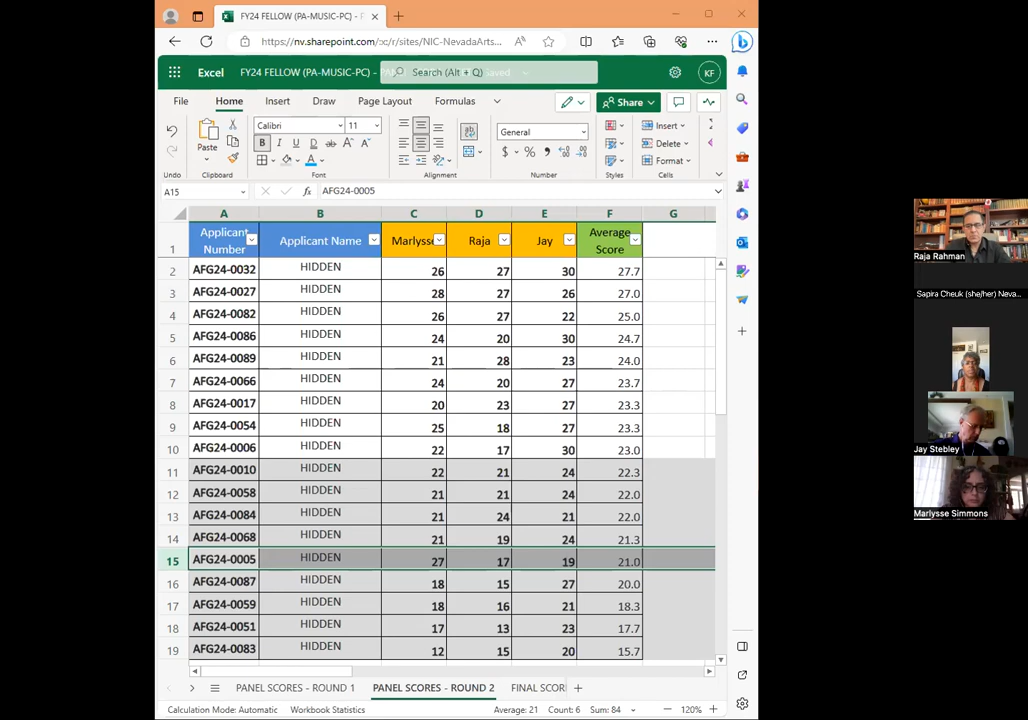 FY24 FELLOW (PA-MUSIC-PC) - P
https://nv.sharepoint.com/:x:/r/sites/NIC-NevadaArts...
Excel
FY24 FELLOW (PA-MUSIC-PC) -
Search (Alt + Q)
Saved
KF
File Home Insert Draw Page Layout Formulas
Share
Calibri 11
General
Insert
Paste
Delete
Format
Undo Clipboard Font Alignment Number Styles Cells
A15 AFG24-0005
A B C D E F G
1 Applicant Number Applicant Name Marlysse Raja Jay Average Score
2 AFG24-0032 HIDDEN 26 27 30 27.7
3 AFG24-0027 HIDDEN 28 27 26 27.0
4 AFG24-0082 HIDDEN 26 27 22 25.0
5 AFG24-0086 HIDDEN 24 20 30 24.7
6 AFG24-0089 HIDDEN 21 28 23 24.0
7 AFG24-0066 HIDDEN 24 20 27 23.7
8 AFG24-0017 HIDDEN 20 23 27 23.3
9 AFG24-0054 HIDDEN 25 18 27 23.3
10 AFG24-0006 HIDDEN 22 17 30 23.0
11 AFG24-0010 HIDDEN 22 21 24 22.3
12 AFG24-0058 HIDDEN 21 21 24 22.0
13 AFG24-0084 HIDDEN 21 24 21 22.0
14 AFG24-0068 HIDDEN 21 19 24 21.3
15 AFG24-0005 HIDDEN 27 17 19 21.0
16 AFG24-0087 HIDDEN 18 15 27 20.0
17 AFG24-0059 HIDDEN 18 16 21 18.3
18 AFG24-0051 HIDDEN 17 13 23 17.7
19 AFG24-0083 HIDDEN 12 15 20 15.7
PANEL SCORES - ROUND 1 PANEL SCORES - ROUND 2 FINAL SCOR
Calculation Mode: Automatic Workbook Statistics Average: 21 Count: 6 Sum: 84 120%
Raja Rahman
Sapira Cheuk (she/her) Neva...
Jay Stebley
Marlysse Simmons